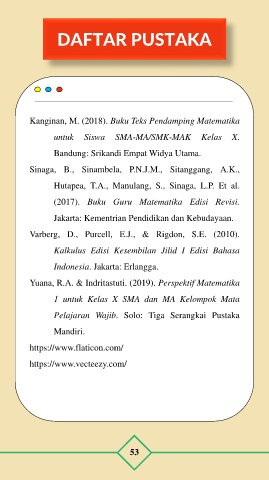 DAFTAR PUSTAKA
Kanginan, M. (2018). Buku Teks Pendamping Matematika
untuk Siswa SMA-MA/SMK-MAK Kelas X.
Bandung: Srikandi Empat Widya Utama.
Sinaga, B., Sinambela, P.N.J.M., Sitanggang, A.K.,
Hutapea, T.A., Manulang, S., Sinaga, L.P. Et al.
(2017). Buku Guru Matematika Edisi Revisi.
Jakarta: Kementrian Pendidikan dan Kebudayaan.
Varberg, D., Purcell, E.J., & Rigdon, S.E. (2010).
Kalkulus Edisi Kesembilan Jilid I Edisi Bahasa
Indonesia. Jakarta: Erlangga.
Yuana, R.A. & Indritastuti. (2019). Perspektif Matematika
1 untuk Kelas X SMA dan MA Kelompok Mata
Pelajaran Wajib. Solo: Tiga Serangkai Pustaka
Mandiri.
https://www.flaticon.com/
https://www.vecteezy.com/
53